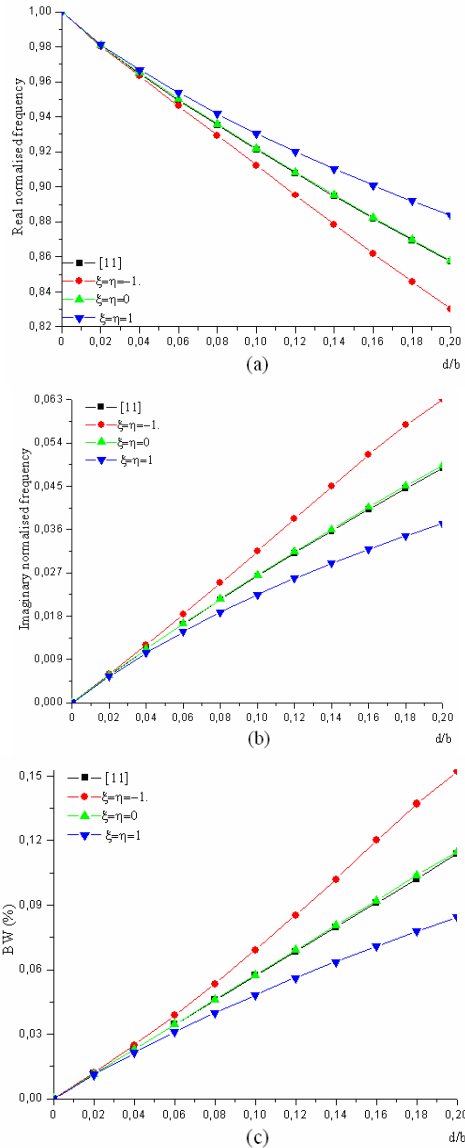 1,00
0,98
0,96
0,94
0,92
0,90
0,88
0,86
0,84
0,82
Real normalised frequency
[11]
ξ=η=-1.
ξ=η=0
ξ=η=1
0,00 0,02 0,04 0,06 0,08 0,10 0,12 0,14 0,16 0,18 0,20
d/b
(a)
0,063
0,054
0,045
0,036
0,027
0,018
0,009
0,000
Imaginary normalised frequency
[11]
ξ=η=-1.
ξ=η=0
ξ=η=1
0,00 0,02 0,04 0,06 0,08 0,10 0,12 0,14 0,16 0,18 0,20
d/b
(b)
0,15
0,12
0,09
0,06
0,03
0,00
BW (%)
[11]
ξ=η=-1.
ξ=η=0
ξ=η=1
0,00 0,02 0,04 0,06 0,08 0,10 0,12 0,14 0,16 0,18 0,20
d/b
(c)